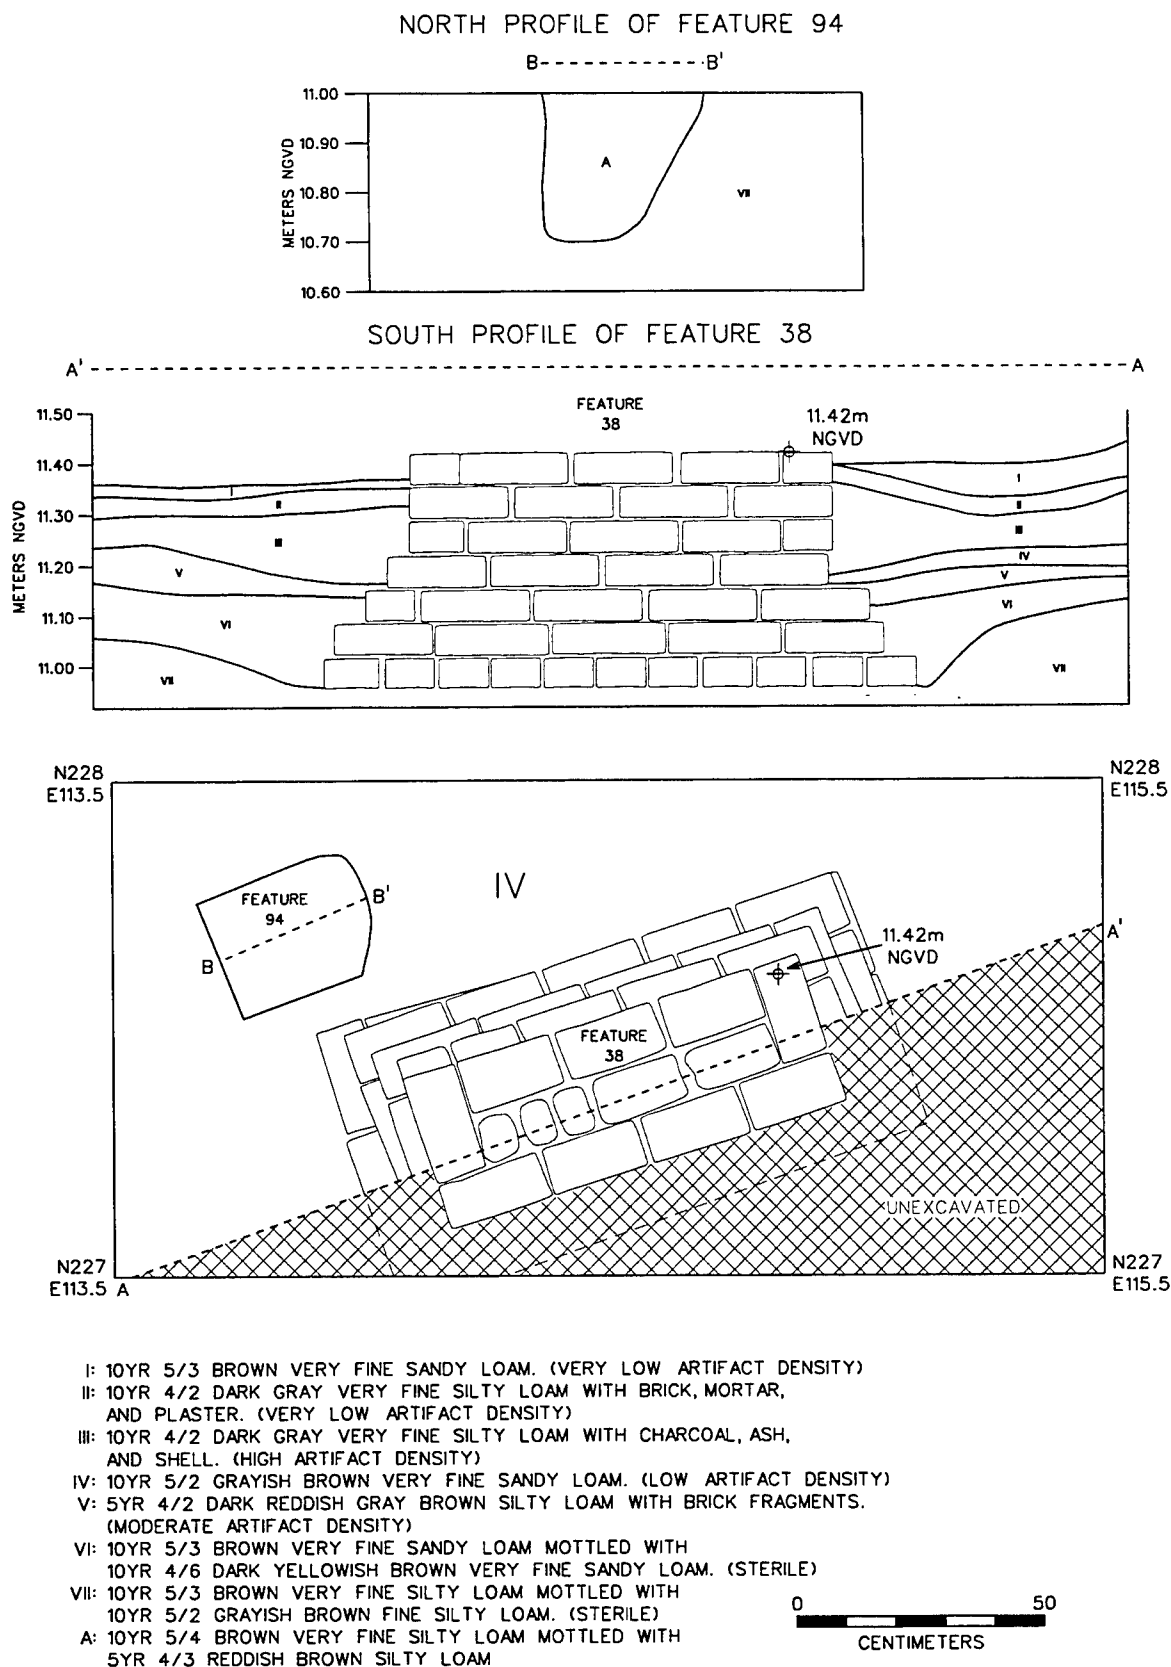 NORTH PROFILE OF FEATURE 94
B B'
11.00
10.90
10.80
10.70
10.60
METERS NGVD
A
VII
SOUTH PROFILE OF FEATURE 38
A' A
FEATURE
38
11.42m
NGVD
11.50
11.40
11.30
11.20
11.10
11.00
METERS NGVD
I
II
III
V
VI
VII
I
II
III
IV
V
VI
VII
N228
E113.5
N228
E115.5
IV
FEATURE
94
B
B'
11.42m
NGVD
A'
FEATURE
38
UNEXCAVATED
N227
E113.5
A
N227
E115.5
I: 10YR 5/3 BROWN VERY FINE SANDY LOAM. (VERY LOW ARTIFACT DENSITY)
II: 10YR 4/2 DARK GRAY VERY FINE SILTY LOAM WITH BRICK, MORTAR,
AND PLASTER. (VERY LOW ARTIFACT DENSITY)
III: 10YR 4/2 DARK GRAY VERY FINE SILTY LOAM WITH CHARCOAL, ASH,
AND SHELL. (HIGH ARTIFACT DENSITY)
IV: 10YR 5/2 GRAYISH BROWN VERY FINE SANDY LOAM. (LOW ARTIFACT DENSITY)
V: 5YR 4/2 DARK REDDISH GRAY BROWN SILTY LOAM WITH BRICK FRAGMENTS.
(MODERATE ARTIFACT DENSITY)
VI: 10YR 5/3 BROWN VERY FINE SANDY LOAM MOTTLED WITH
10YR 4/6 DARK YELLOWISH BROWN VERY FINE SANDY LOAM. (STERILE)
VII: 10YR 5/3 BROWN VERY FINE SILTY LOAM MOTTLED WITH
10YR 5/2 GRAYISH BROWN FINE SILTY LOAM. (STERILE)
A: 10YR 5/4 BROWN VERY FINE SILTY LOAM MOTTLED WITH
5YR 4/3 REDDISH BROWN SILTY LOAM
0 50
CENTIMETERS